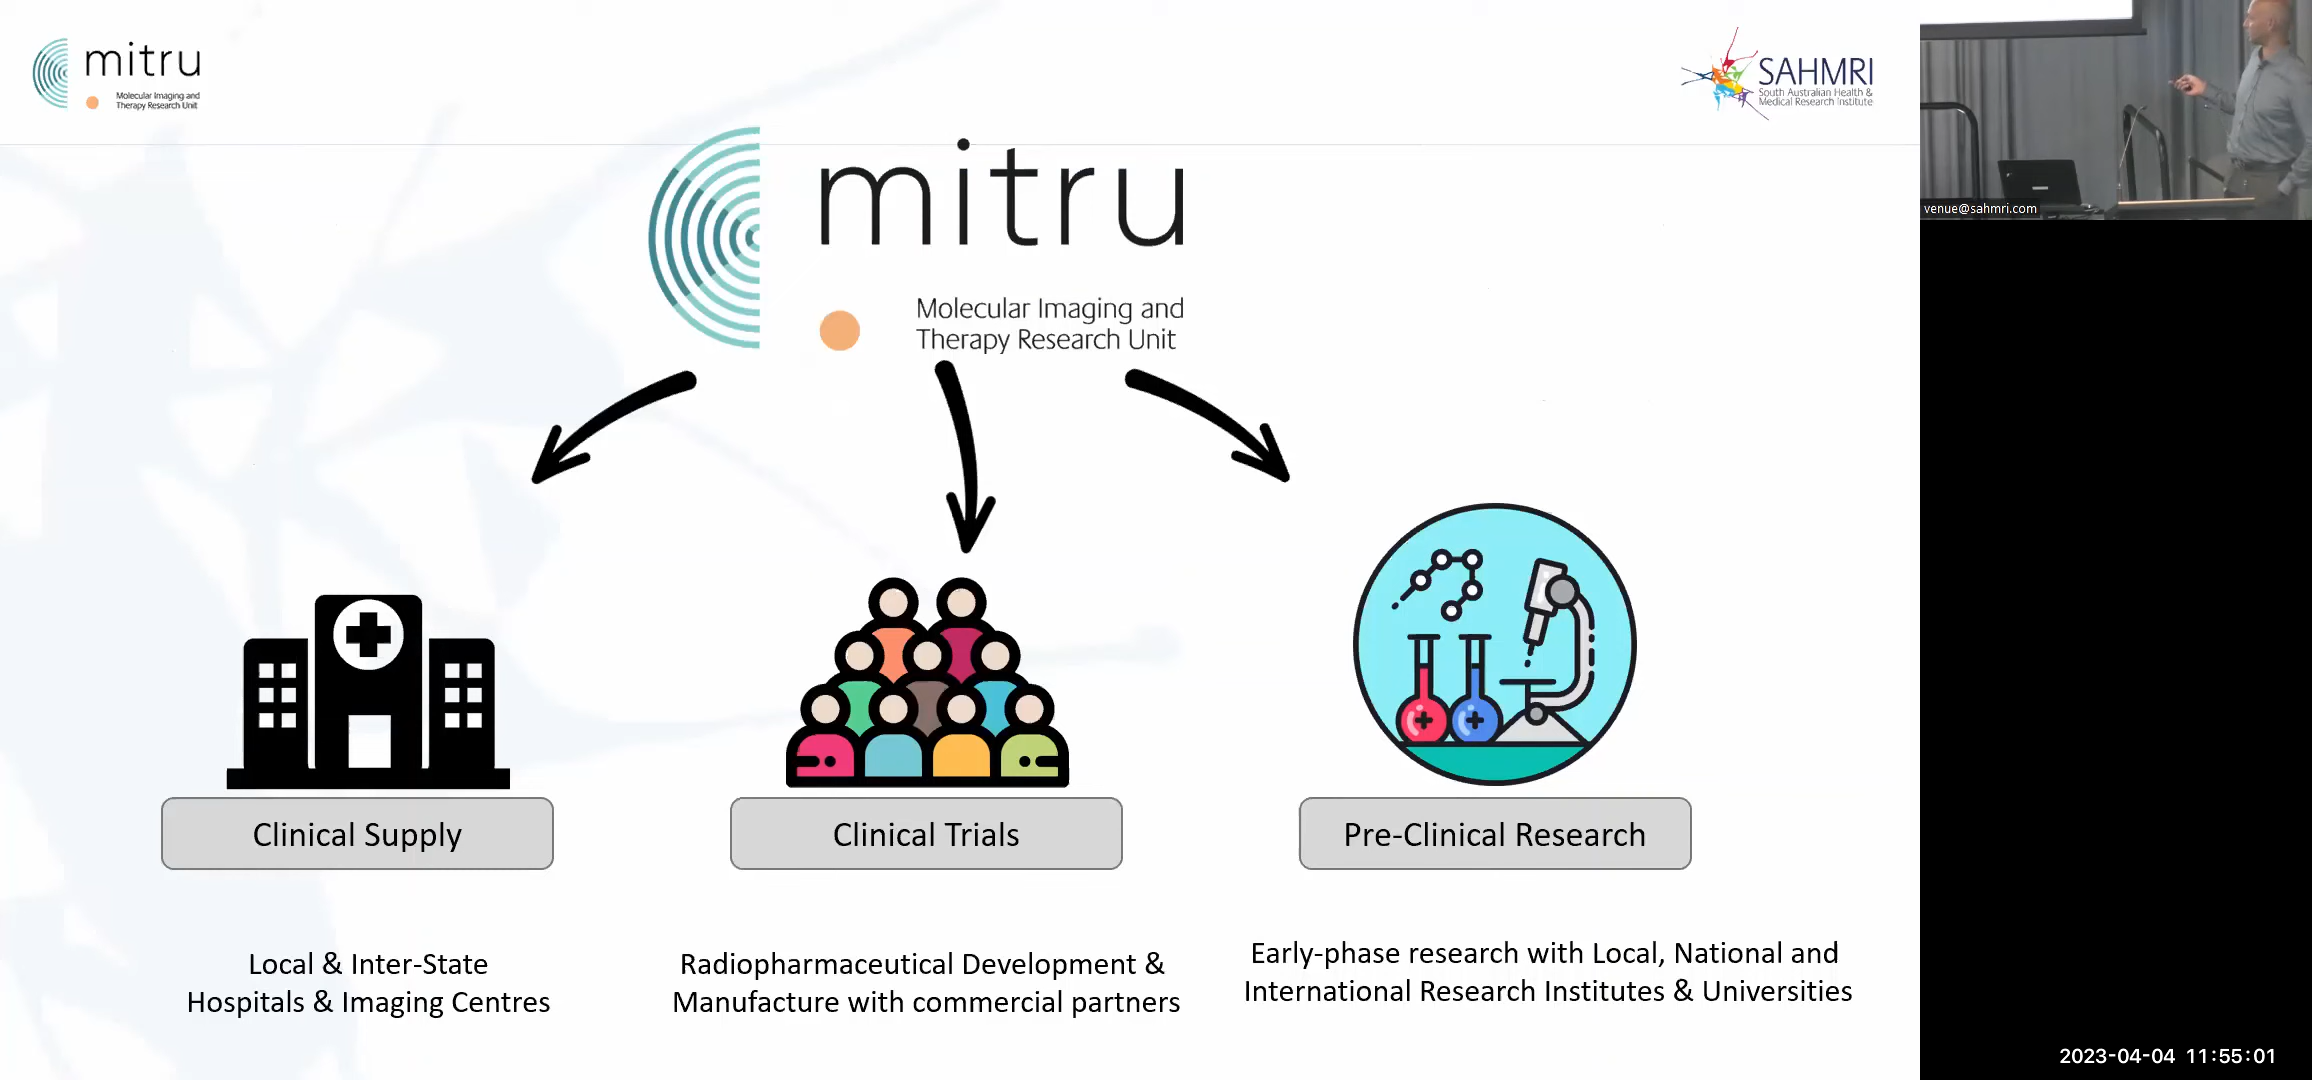 mitru
Molecular Imaging and
Therapy Research Unit
SAHMRI
South Australian Health &
Medical Research Institute
venue@sahmri.com
mitru
Molecular Imaging and
Therapy Research Unit
Clinical Supply
Clinical Trials
Pre-Clinical Research
Local & Inter-State
Hospitals & Imaging Centres
Radiopharmaceutical Development &
Manufacture with commercial partners
Early-phase research with Local, National and
International Research Institutes & Universities
2023-04-04 11:55:01